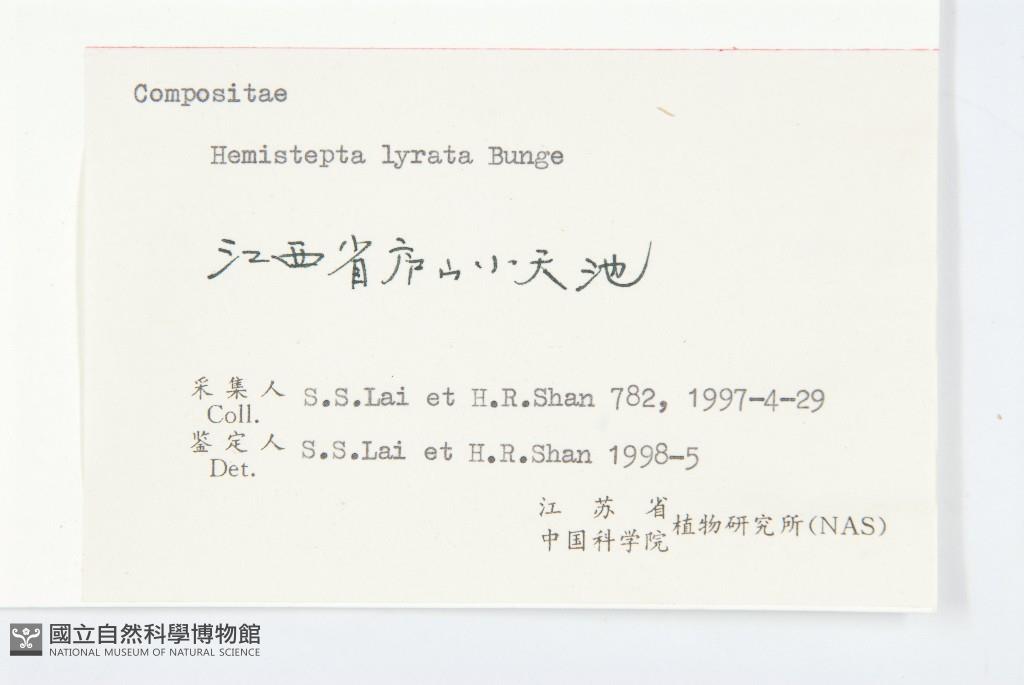 Compositae
Hemistepta lyrata Bunge
江西省庐山小天池
采集人 S.S.Lai et H.R.Shan 782, 1997-4-29
Coll.
鉴定人 S.S.Lai et H.R.Shan 1998-5
Det.
江苏省
中国科学院 植物研究所(NAS)
國立自然科學博物館
NATIONAL MUSEUM OF NATURAL SCIENCE